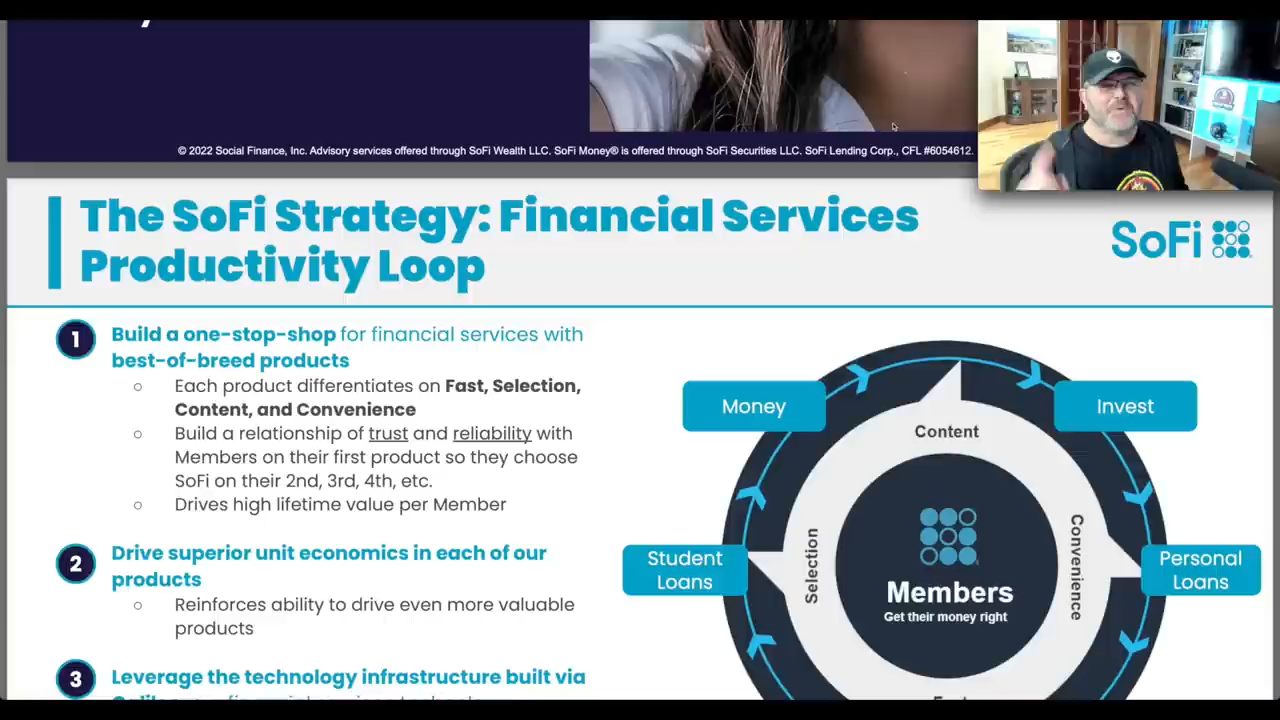 © 2022 Social Finance, Inc. Advisory services offered through SoFi Wealth LLC. SoFi Money® is offered through SoFi Securities LLC. SoFi Lending Corp., CFL #6054612.
The SoFi Strategy: Financial Services
Productivity Loop
SoFi
1
Build a one-stop-shop for financial services with
best-of-breed products
○ Each product differentiates on Fast, Selection,
Content, and Convenience
○ Build a relationship of trust and reliability with
Members on their first product so they choose
SoFi on their 2nd, 3rd, 4th, etc.
○ Drives high lifetime value per Member
2
Drive superior unit economics in each of our
products
○ Reinforces ability to drive even more valuable
products
3
Leverage the technology infrastructure built via
Money
Invest
Content
Student
Loans
Selection
Convenience
Personal
Loans
Members
Get their money right